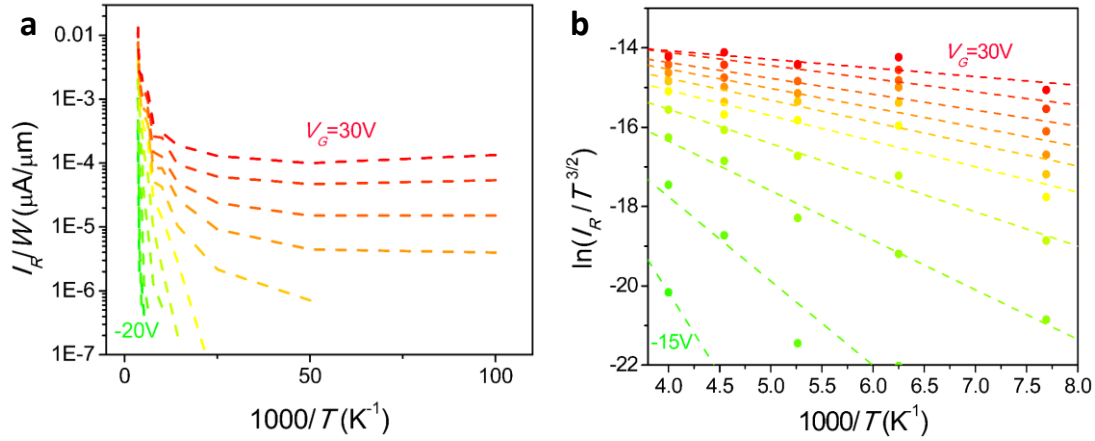 a
0.01
1E-3
1E-4
1E-5
1E-6
1E-7
I_R/W (μA/μm)
V_G=30V
-20V
0
50
100
1000/T (K⁻¹)
b
-14
-16
-18
-20
-22
ln(I_R / T^{3/2})
V_G=30V
-15V
4.0 4.5 5.0 5.5 6.0 6.5 7.0 7.5 8.0
1000/T (K⁻¹)